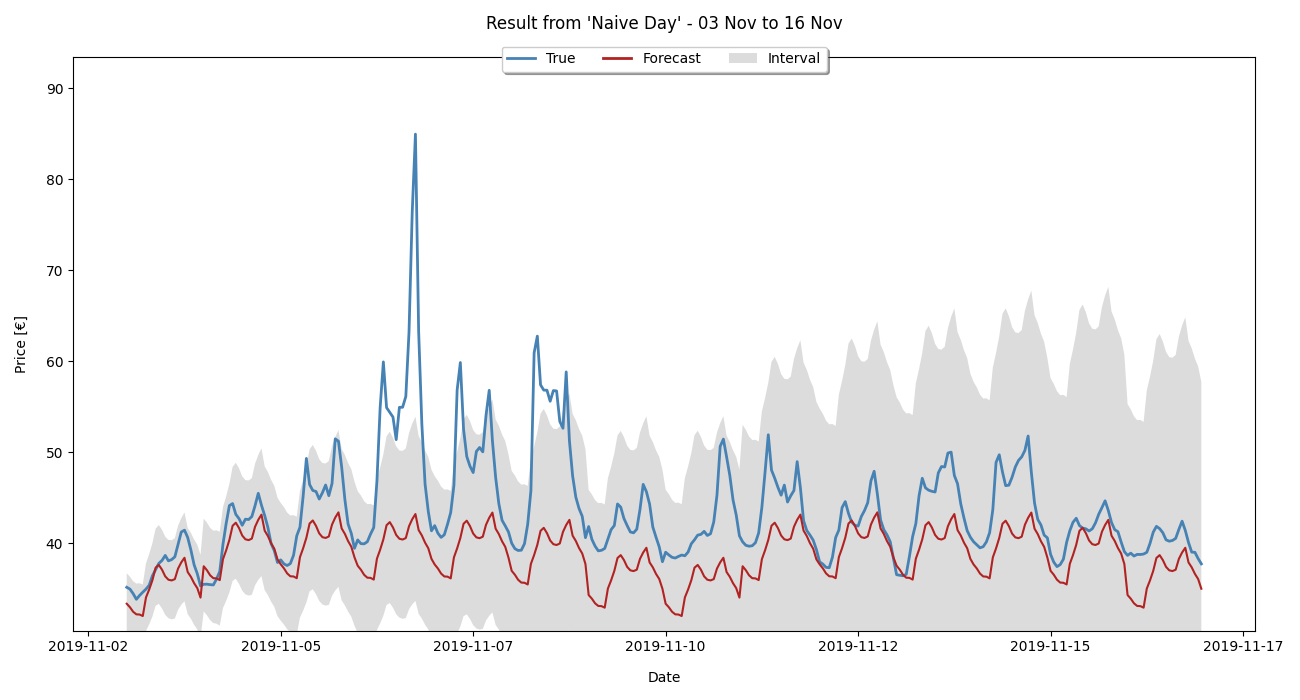 Result from 'Naive Day' - 03 Nov to 16 Nov
True Forecast Interval
90
80
70
60
50
40
Price [€]
2019-11-02 2019-11-05 2019-11-07 2019-11-10 2019-11-12 2019-11-15 2019-11-17
Date